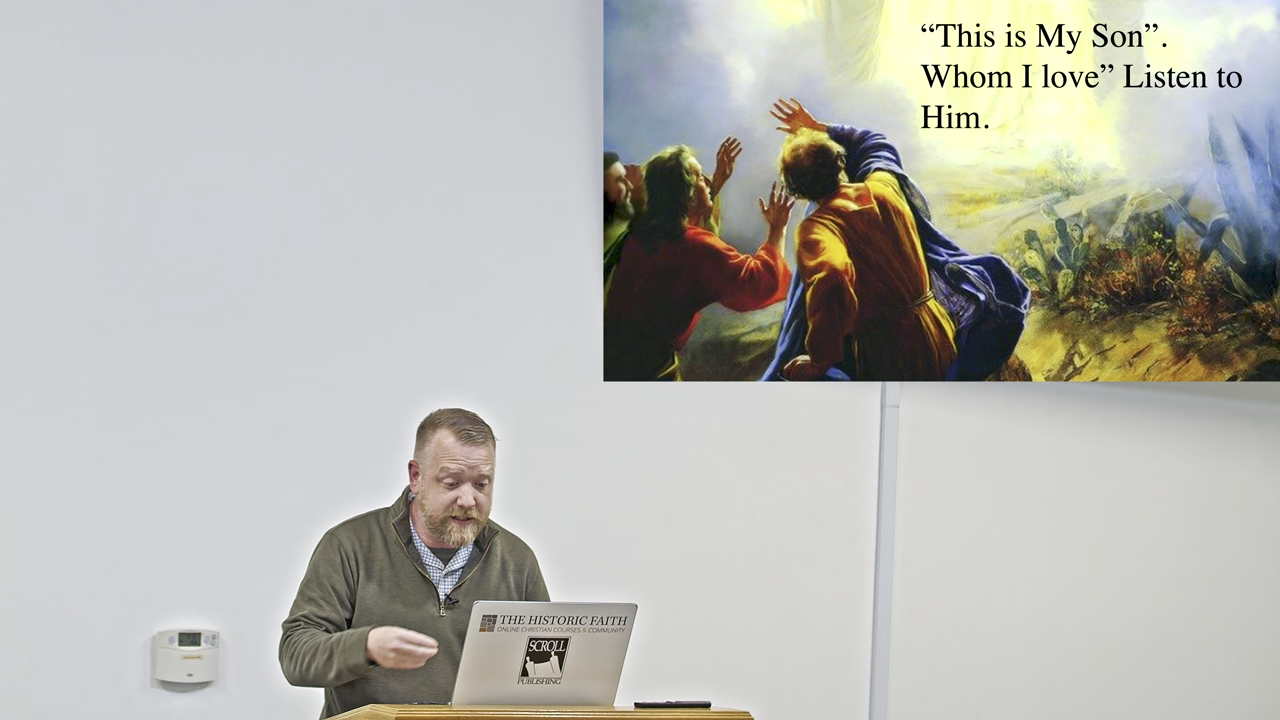 “This is My Son”.
Whom I love” Listen to
Him.
THE HISTORIC FAITH
ONLINE CHRISTIAN COURSES & COMMUNITY
SCROLL
PUBLISHING